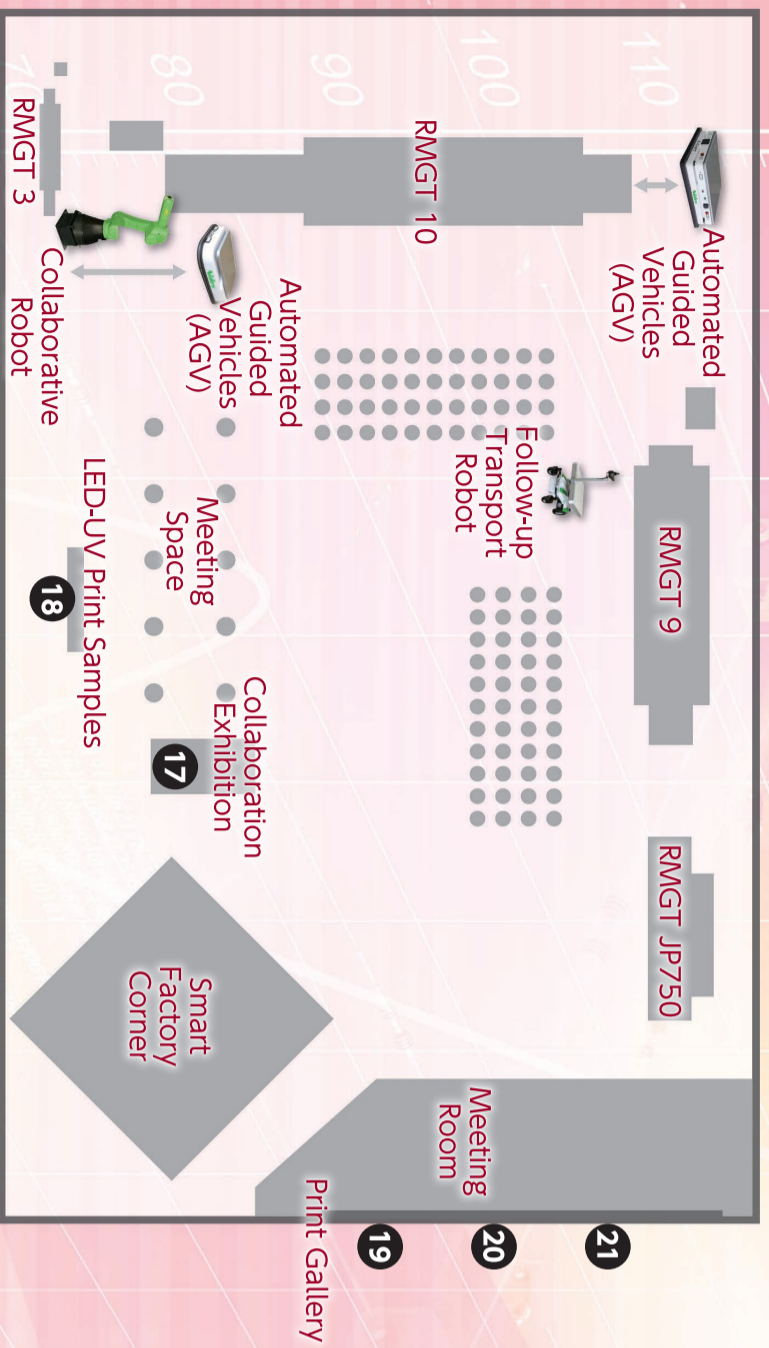 Automated
Guided
Vehicles
(AGV)
RMGT 9
RMGT JP750
21
Follow-up
Transport
Robot
Meeting
Room
20
RMGT 10
19
Print Gallery
Automated
Guided
Vehicles
(AGV)
Meeting
Space
Collaboration
Exhibition
17
Smart
Factory
Corner
RMGT 3
Collaborative
Robot
LED-UV Print Samples
18
110
100
90
80